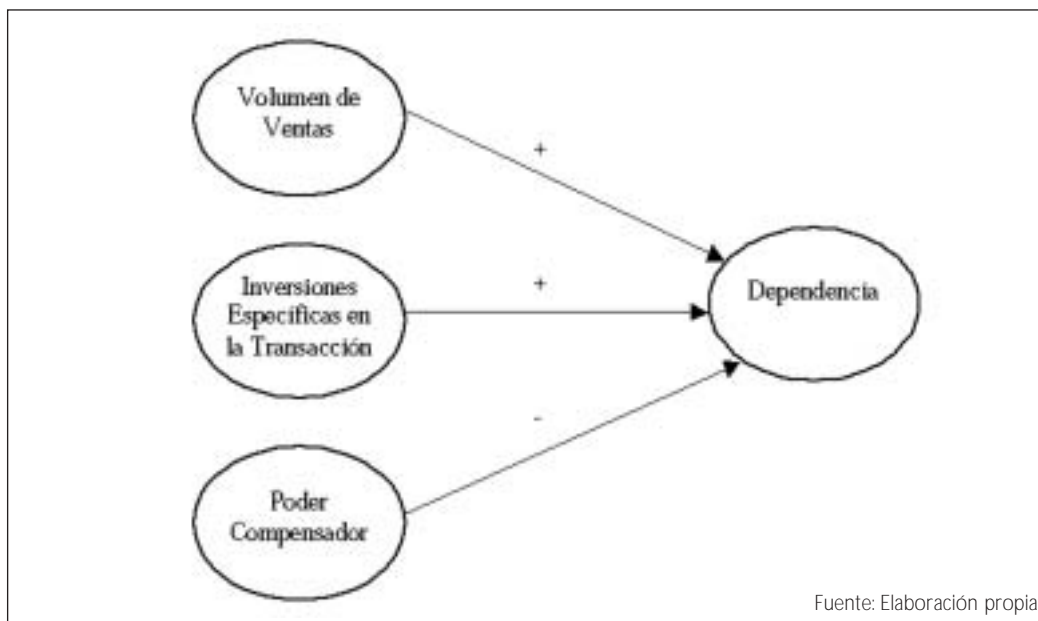 Volumen de
Ventas
+
Inversiones
Específicas en
la Transacción
+
Dependencia
-
Poder
Compensador
Fuente: Elaboración propia